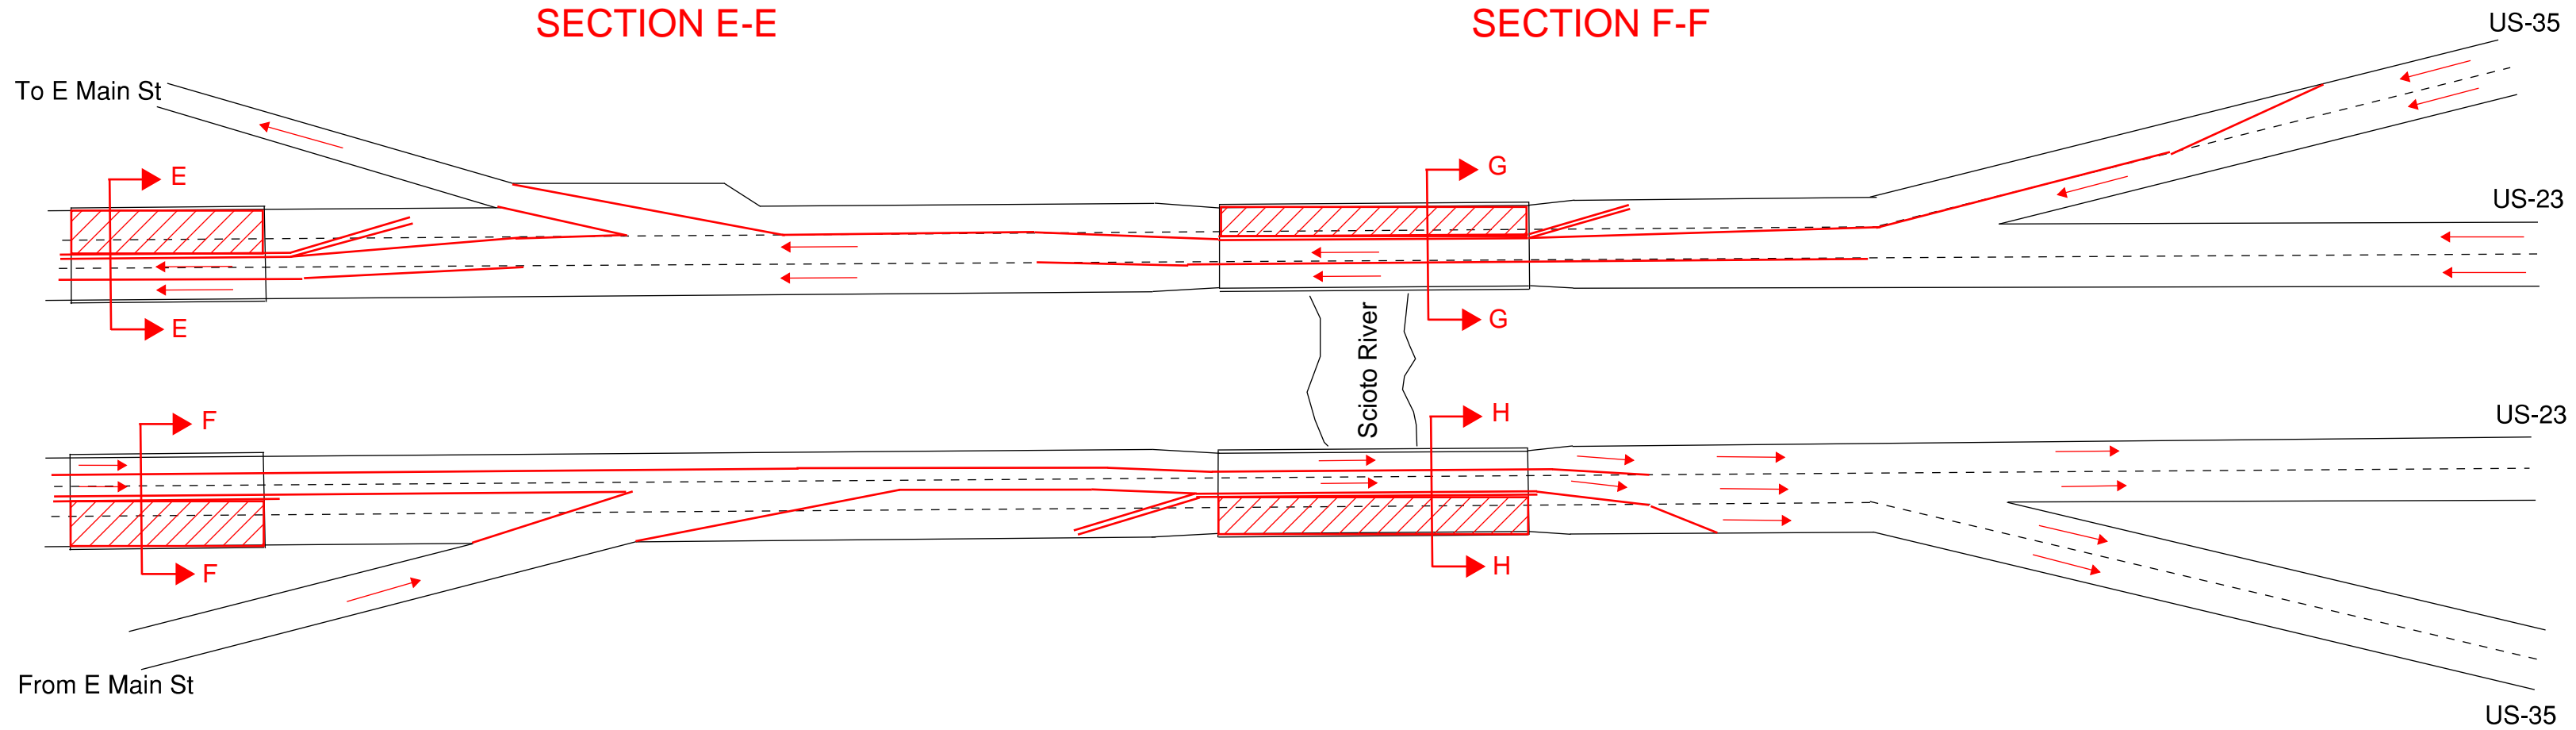 SECTION E-E
SECTION F-F
US-35
To E Main St
E
G
US-23
E
G
Scioto River
F
H
US-23
F
H
From E Main St
US-35